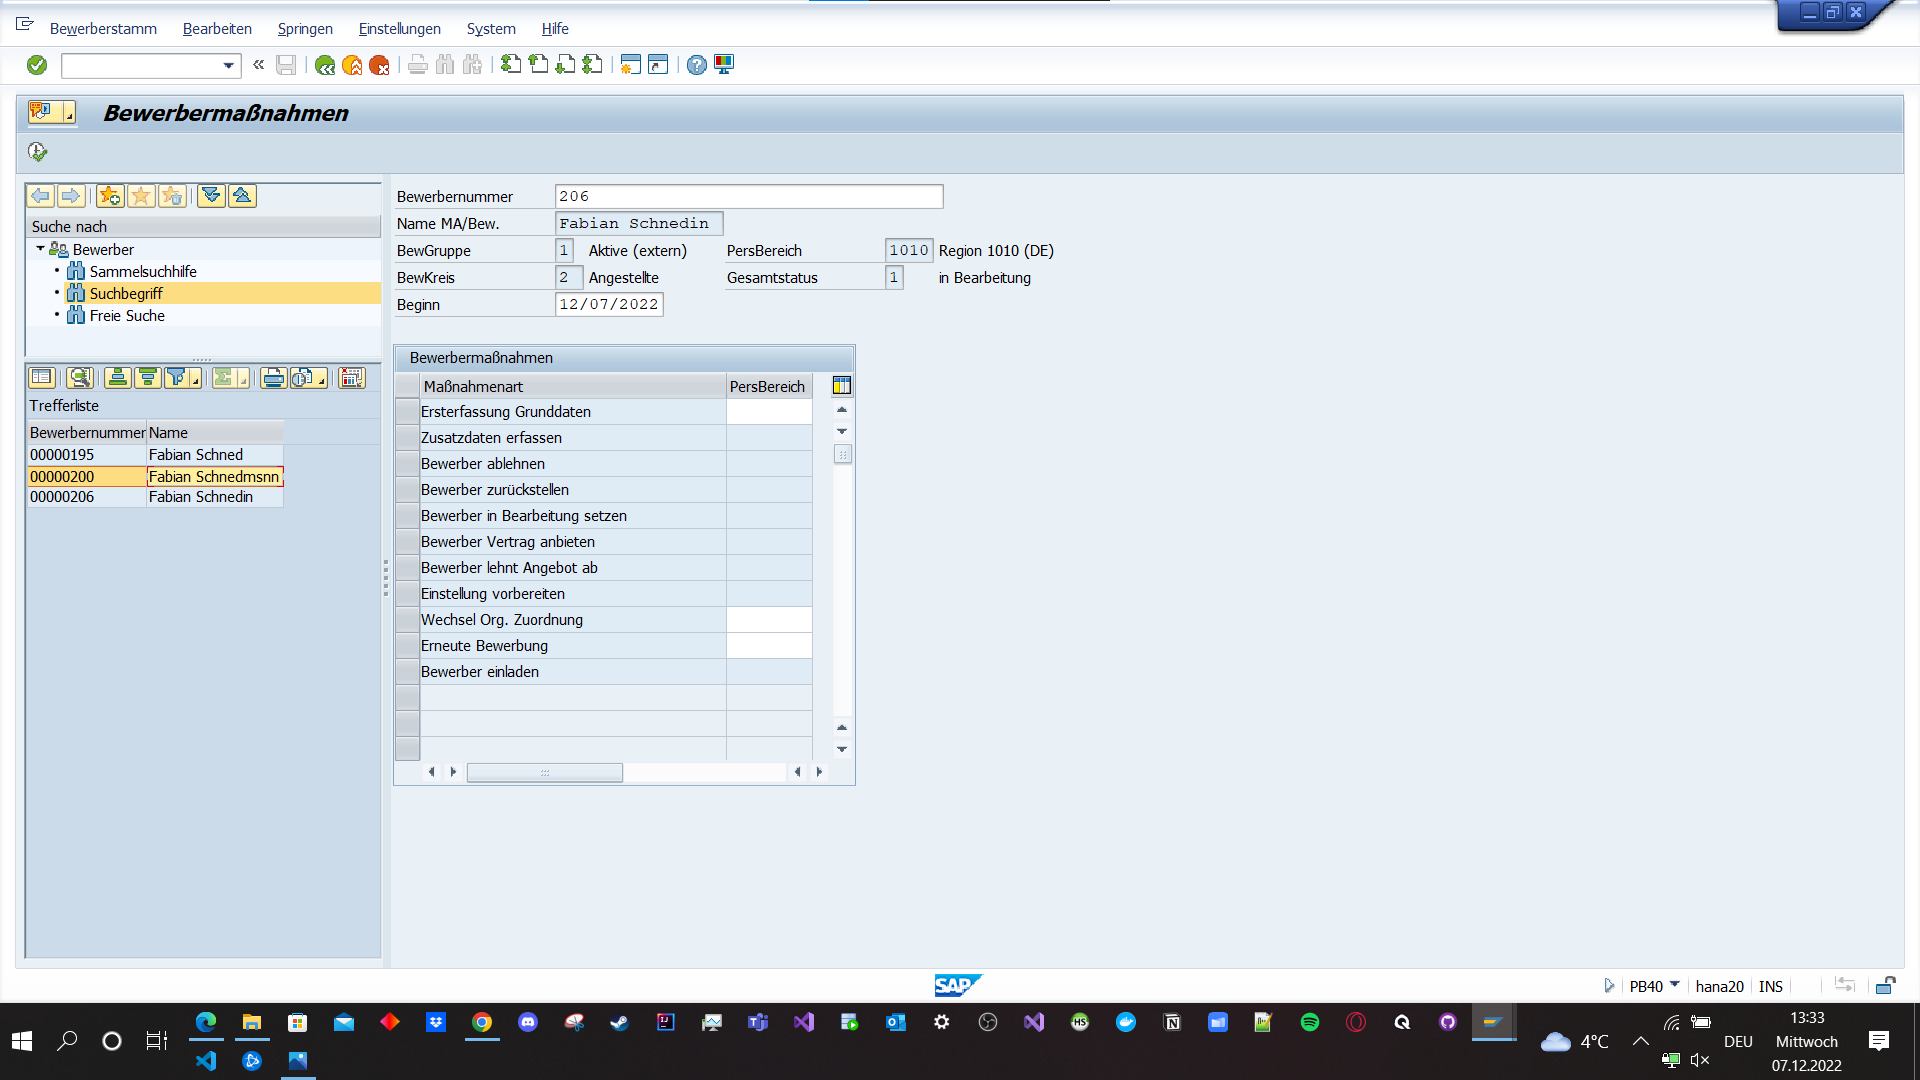 Bewerberstamm Bearbeiten Springen Einstellungen System Hilfe
Bewerbermaßnahmen
Suche nach
Bewerber
Sammelsuchhilfe
Suchbegriff
Freie Suche
Trefferliste
Bewerbernummer Name
00000195 Fabian Schned
00000200 Fabian Schnedmsnn
00000206 Fabian Schnedin
Bewerbernummer 206
Name MA/Bew. Fabian Schnedin
BewGruppe 1 Aktive (extern) PersBereich 1010 Region 1010 (DE)
BewKreis 2 Angestellte Gesamtstatus 1 in Bearbeitung
Beginn 12/07/2022
Bewerbermaßnahmen
Maßnahmenart PersBereich
Ersterfassung Grunddaten
Zusatzdaten erfassen
Bewerber ablehnen
Bewerber zurückstellen
Bewerber in Bearbeitung setzen
Bewerber Vertrag anbieten
Bewerber lehnt Angebot ab
Einstellung vorbereiten
Wechsel Org. Zuordnung
Erneute Bewerbung
Bewerber einladen
SAP
PB40 hana20 INS
4°C
DEU
13:33
Mittwoch
07.12.2022